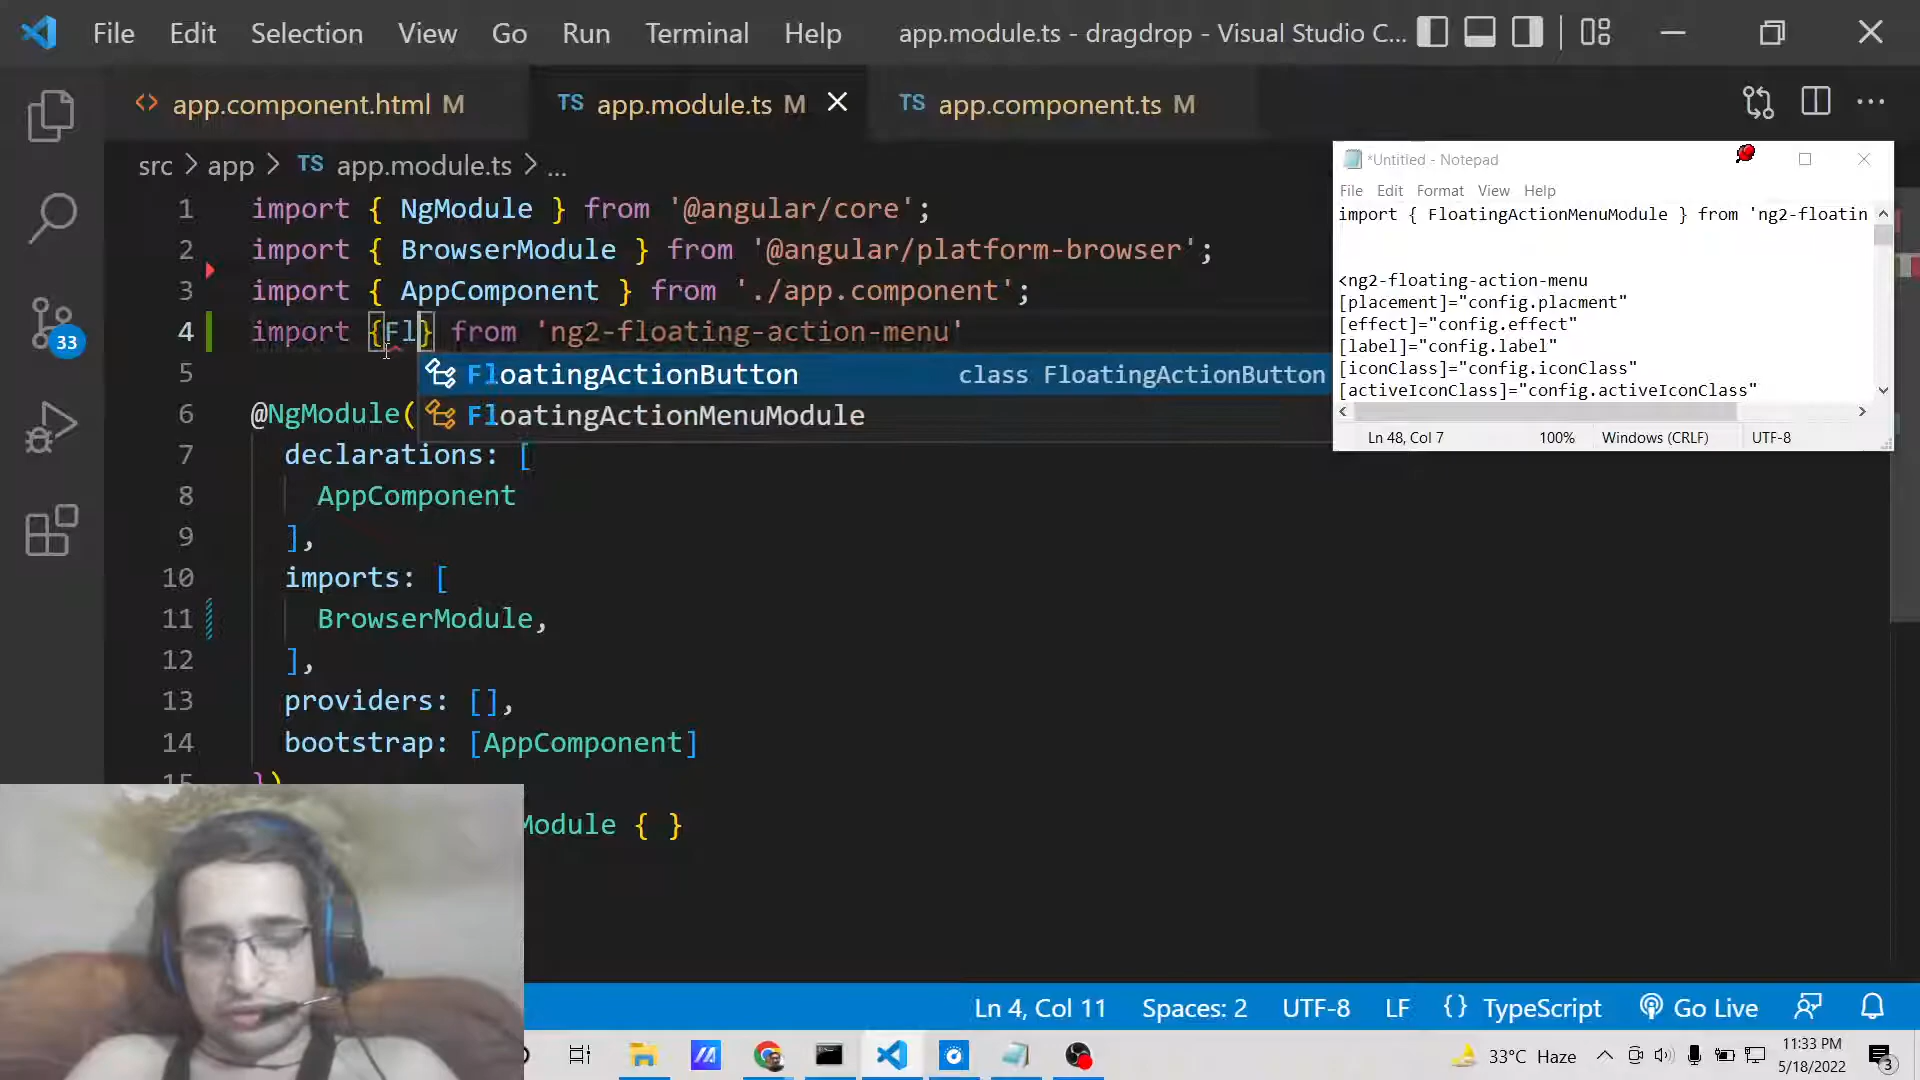 File Edit Selection View Go Run Terminal Help app.module.ts - dragdrop - Visual Studio C...
<> app.component.html M TS app.module.ts M TS app.component.ts M
src > app > TS app.module.ts > ...
1 import { NgModule } from '@angular/core';
2 import { BrowserModule } from '@angular/platform-browser';
3 import { AppComponent } from './app.component';
4 import {Fl} from 'ng2-floating-action-menu'
FloatingActionButton class FloatingActionButton
FloatingActionMenuModule
5
6 @NgModule(
7 declarations: [
8 AppComponent
9 ],
10 imports: [
11 BrowserModule,
12 ],
13 providers: [],
14 bootstrap: [AppComponent]
15 })
Module { }
*Untitled - Notepad
File Edit Format View Help
import { FloatingActionMenuModule } from 'ng2-floatin
<ng2-floating-action-menu
[placement]="config.placment"
[effect]="config.effect"
[label]="config.label"
[iconClass]="config.iconClass"
[activeIconClass]="config.activeIconClass"
Ln 48, Col 7 100% Windows (CRLF) UTF-8
33
Ln 4, Col 11 Spaces: 2 UTF-8 LF {} TypeScript Go Live
33°C Haze 11:33 PM
5/18/2022 3